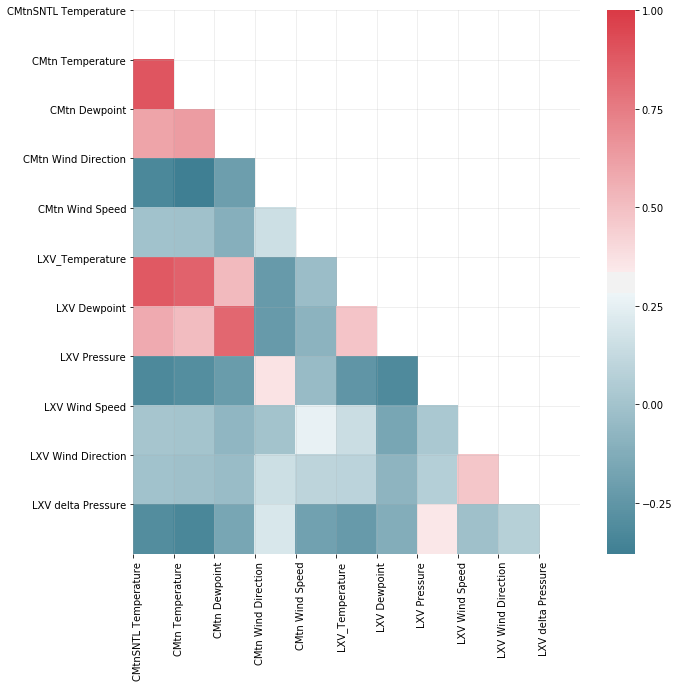 CMtnSNTL Temperature
CMtn Temperature
CMtn Dewpoint
CMtn Wind Direction
CMtn Wind Speed
LXV_Temperature
LXV Dewpoint
LXV Pressure
LXV Wind Speed
LXV Wind Direction
LXV delta Pressure
CMtnSNTL Temperature
CMtn Temperature
CMtn Dewpoint
CMtn Wind Direction
CMtn Wind Speed
LXV_Temperature
LXV Dewpoint
LXV Pressure
LXV Wind Speed
LXV Wind Direction
LXV delta Pressure
1.00
0.75
0.50
0.25
0.00
−0.25